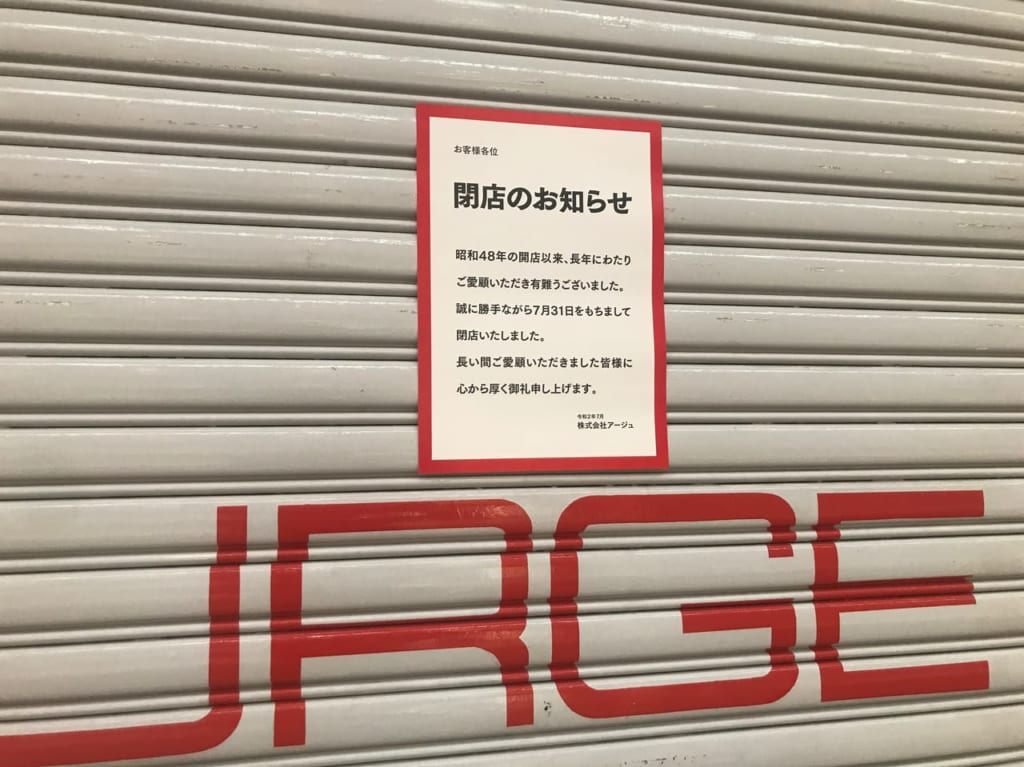 お客様各位
閉店のお知らせ
昭和48年の開店以来、長年にわたり
ご愛顧いただき有難うございました。
誠に勝手ながら7月31日をもちまして
閉店いたしました。
長い間ご愛顧いただきました皆様に
心から厚く御礼申し上げます。
令和2年7月
株式会社アージュ
URGE